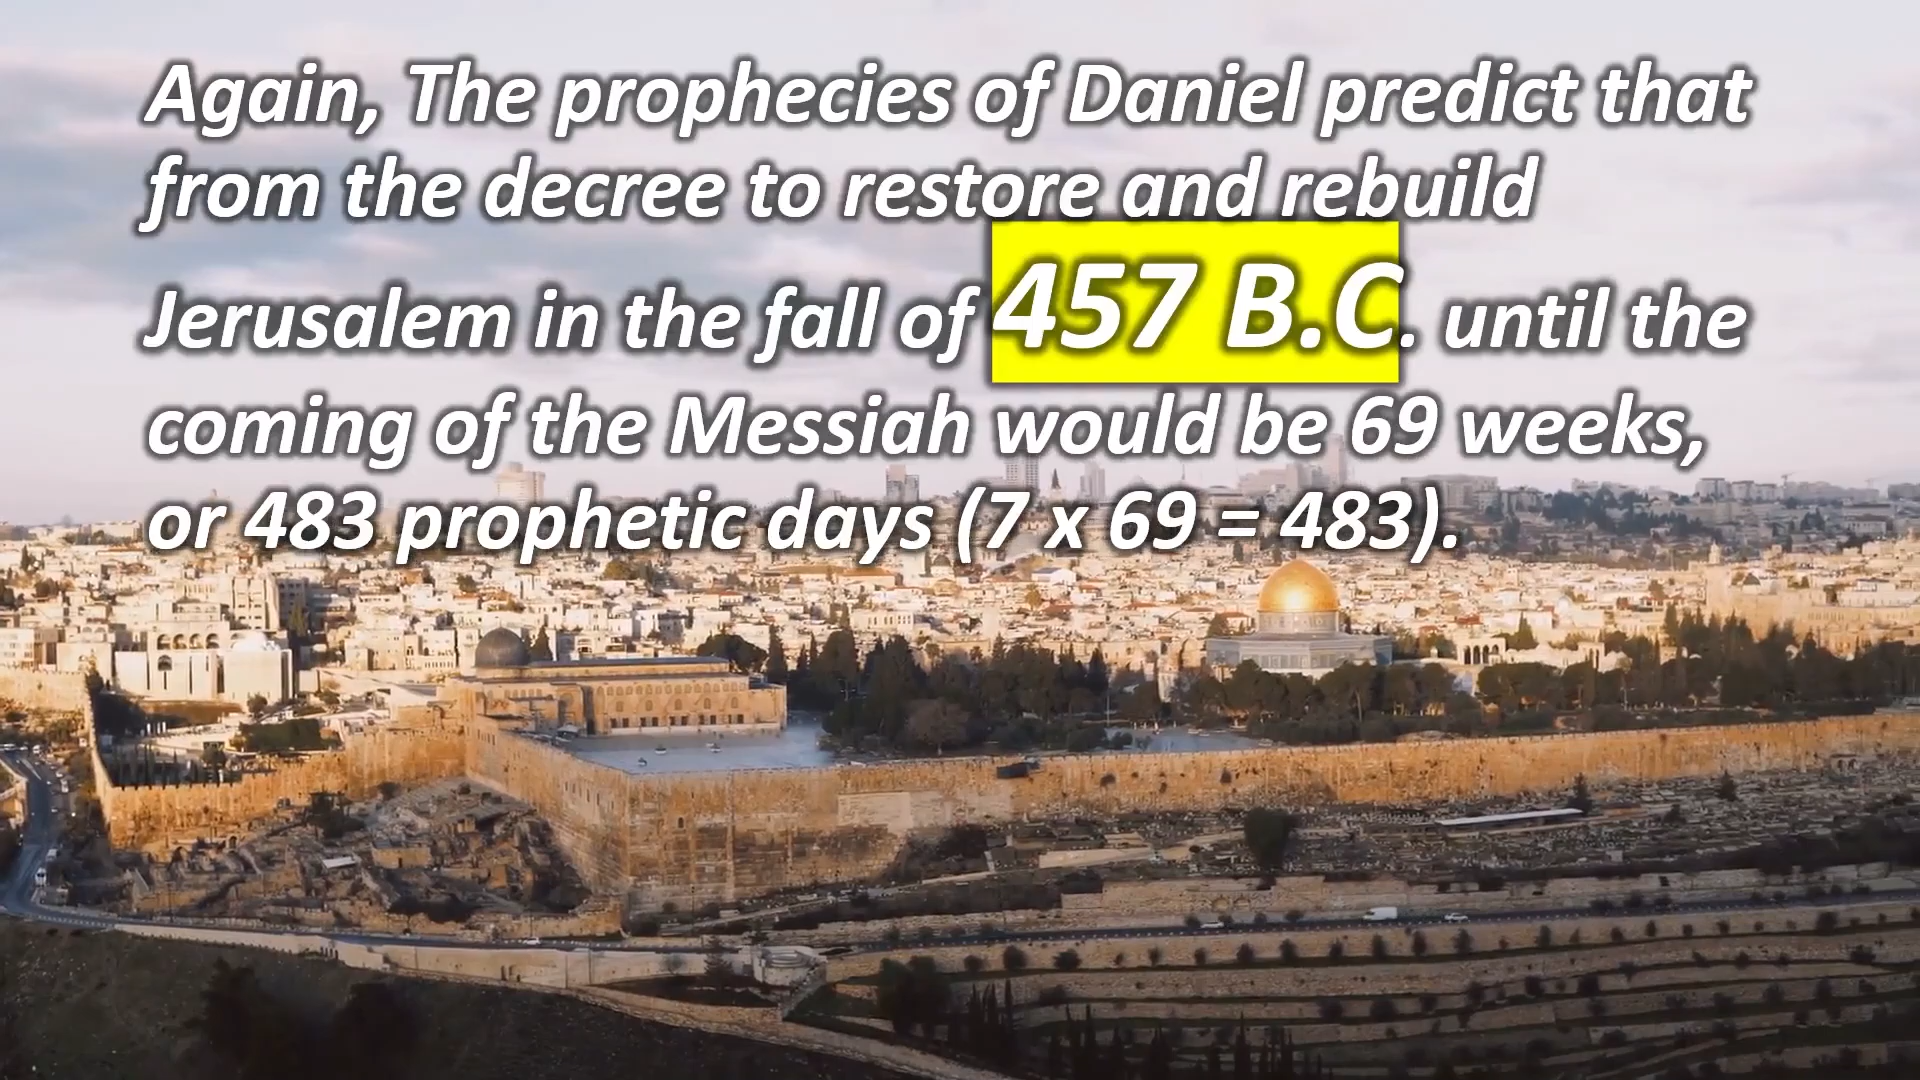 Again, The prophecies of Daniel predict that
from the decree to restore and rebuild
Jerusalem in the fall of 457 B.C. until the
coming of the Messiah would be 69 weeks,
or 483 prophetic days (7 x 69 = 483).